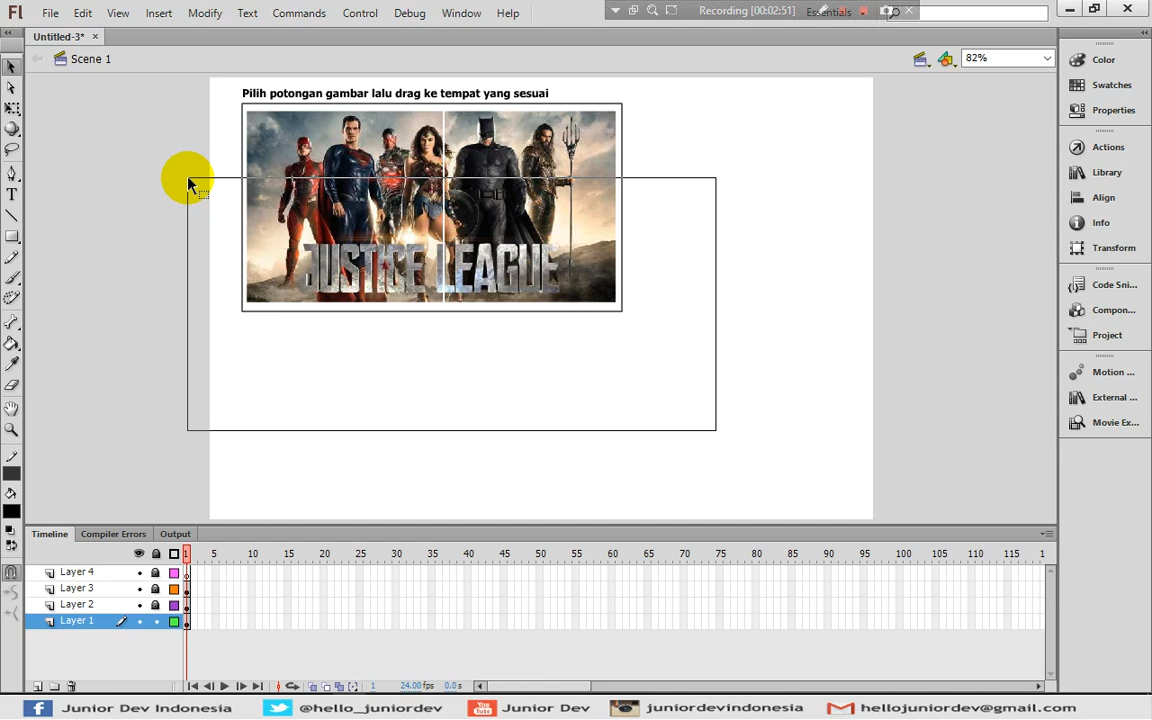 Fl File Edit View Insert Modify Text Commands Control Debug Window Help Recording [00:02:51] Essentials
Untitled-3* ×
Scene 1 82%
Pilih potongan gambar lalu drag ke tempat yang sesuai
JUSTICE LEAGUE
Color
Swatches
Properties
Actions
Library
Align
Info
Transform
Code Sni...
Compon...
Project
Motion ...
External ...
Movie Ex...
Timeline Compiler Errors Output
1 5 10 15 20 25 30 35 40 45 50 55 60 65 70 75 80 85 90 95 100 105 110 115 1
Layer 4
Layer 3
Layer 2
Layer 1
1 24.00 fps 0.0 s
Junior Dev Indonesia @hello_juniordev You Tube Junior Dev juniordevindonesia hellojuniordev@gmail.com